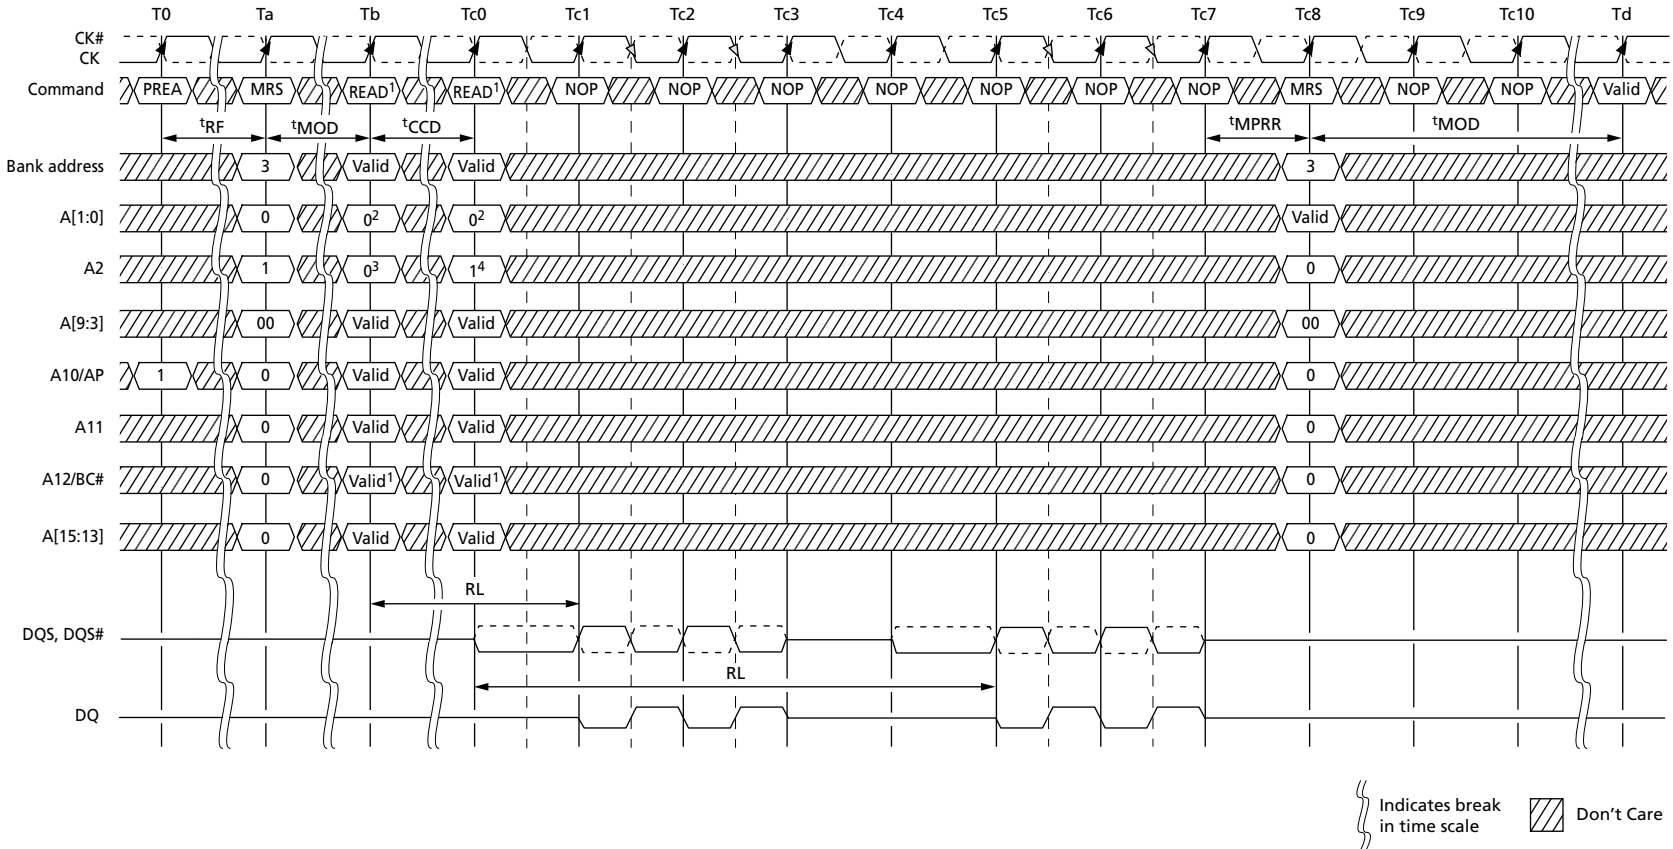 T0 Ta Tb Tc0 Tc1 Tc2 Tc3 Tc4 Tc5 Tc6 Tc7 Tc8 Tc9 Tc10 Td
CK#
CK
Command PREA MRS READ¹ READ¹ NOP NOP NOP NOP NOP NOP NOP MRS NOP NOP Valid
tRF tMOD tCCD tMPRR tMOD
Bank address 3 Valid Valid 3
A[1:0] 0 0² 0² Valid
A2 1 0³ 1⁴ 0
A[9:3] 00 Valid Valid 00
A10/AP 1 0 Valid Valid 0
A11 0 Valid Valid 0
A12/BC# 0 Valid¹ Valid¹ 0
A[15:13] 0 Valid Valid 0
RL
DQS, DQS#
RL
DQ
Indicates break
in time scale
Don't Care